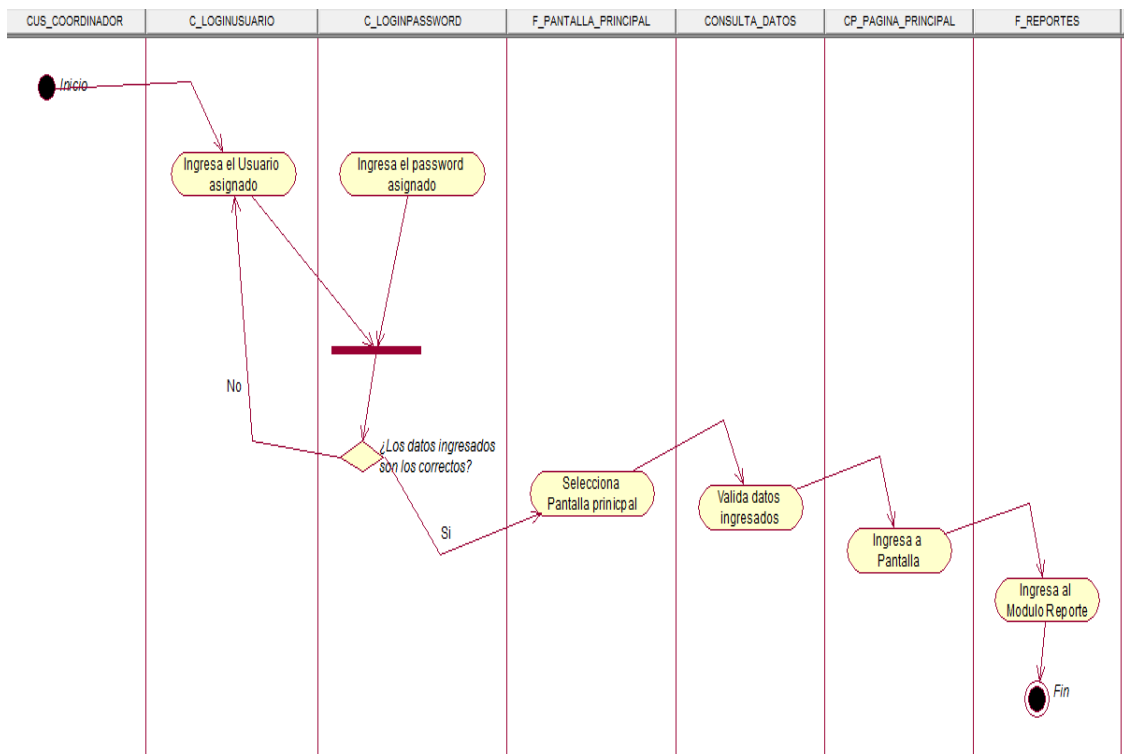 CUS_COORDINADOR
C_LOGINUSUARIO
C_LOGINPASSWORD
F_PANTALLA_PRINCIPAL
CONSULTA_DATOS
CP_PAGINA_PRINCIPAL
F_REPORTES
Inicio
Ingresa el Usuario
asignado
Ingresa el password
asignado
No
¿Los datos ingresados
son los correctos?
Si
Selecciona
Pantalla prinicpal
Valida datos
ingresados
Ingresa a
Pantalla
Ingresa al
Modulo Reporte
Fin